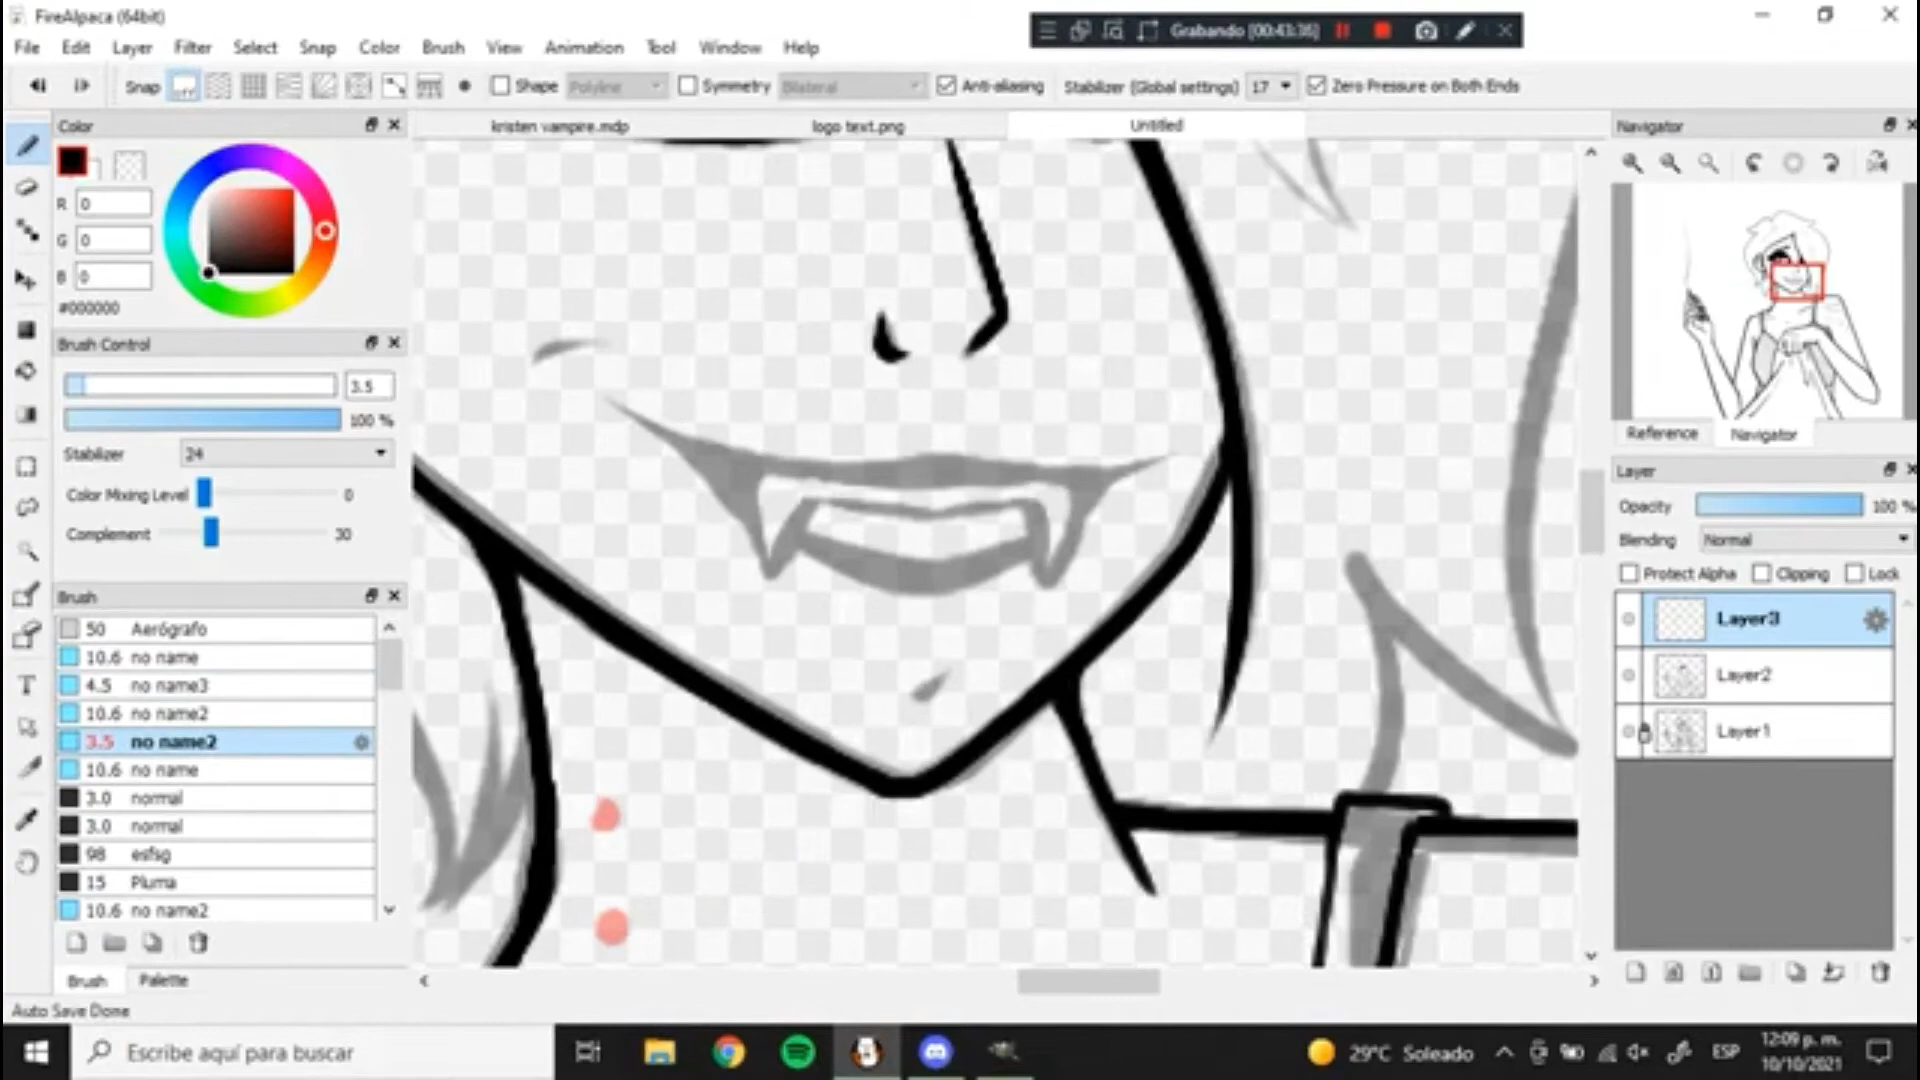 FireAlpaca (64bit)
Grabando [00:43:36]
File Edit Layer Filter Select Snap Color Brush View Animation Tool Window Help
Snap Shape Polyline Symmetry Bilateral Anti-aliasing Stabilizer (Global settings) 17 Zero Pressure on Both Ends
Color
kristen vampire.mdp logo text.png Untitled
Navigator
R 0
G 0
B 0
#000000
Brush Control
3.5
100 %
Stabilizer 24
Color Mixing Level 0
Complement 30
Reference Navigator
Layer
Opacity 100 %
Blending Normal
Protect Alpha Clipping Lock
Layer3
Layer2
Layer1
Brush
50 Aerógrafo
10.6 no name
4.5 no name3
10.6 no name2
3.5 no name2
10.6 no name
3.0 normal
3.0 normal
98 esfsg
15 Pluma
10.6 no name2
Brush Palette
Auto Save Done
Escribe aquí para buscar
29°C Soleado
ESP
12:09 p. m.
10/10/2021